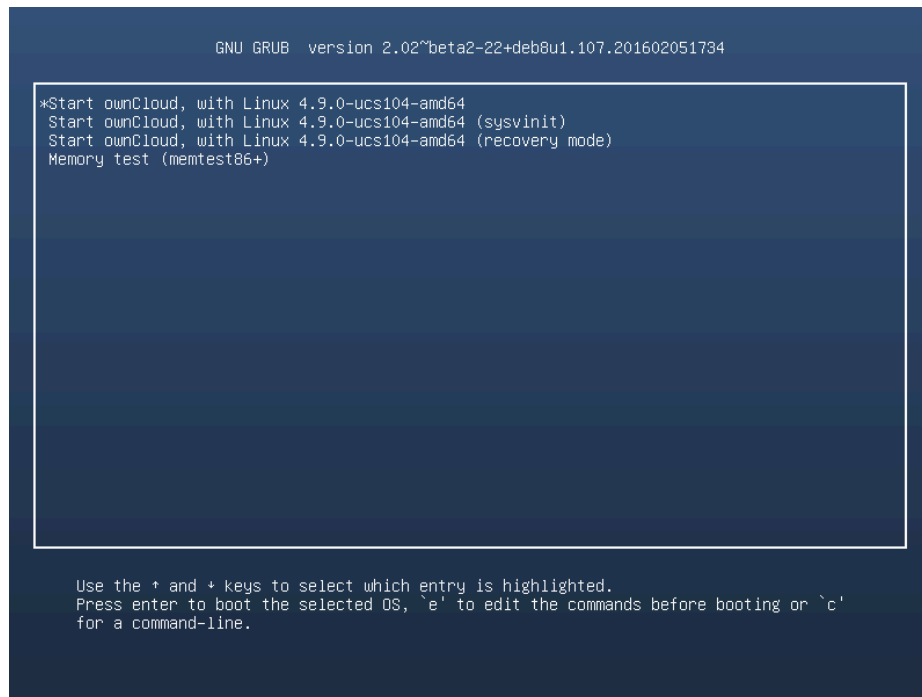 GNU GRUB version 2.02~beta2-22+deb8u1.107.201602051734
*Start ownCloud, with Linux 4.9.0-ucs104-amd64
Start ownCloud, with Linux 4.9.0-ucs104-amd64 (sysvinit)
Start ownCloud, with Linux 4.9.0-ucs104-amd64 (recovery mode)
Memory test (memtest86+)
Use the ↑ and ↓ keys to select which entry is highlighted.
Press enter to boot the selected OS, `e' to edit the commands before booting or `c'
for a command-line.